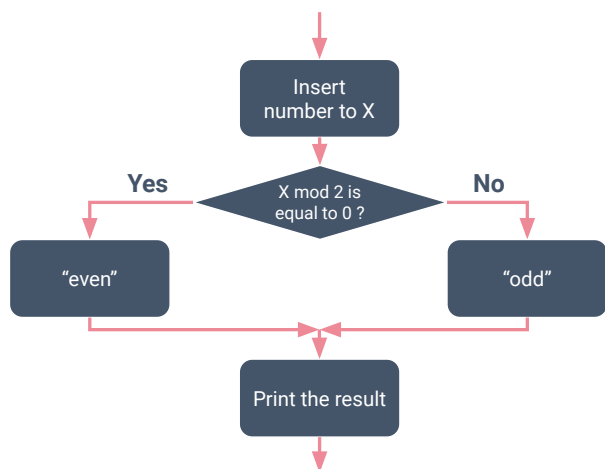 Insert
number to X
Yes
X mod 2 is
equal to 0 ?
No
“even”
“odd”
Print the result